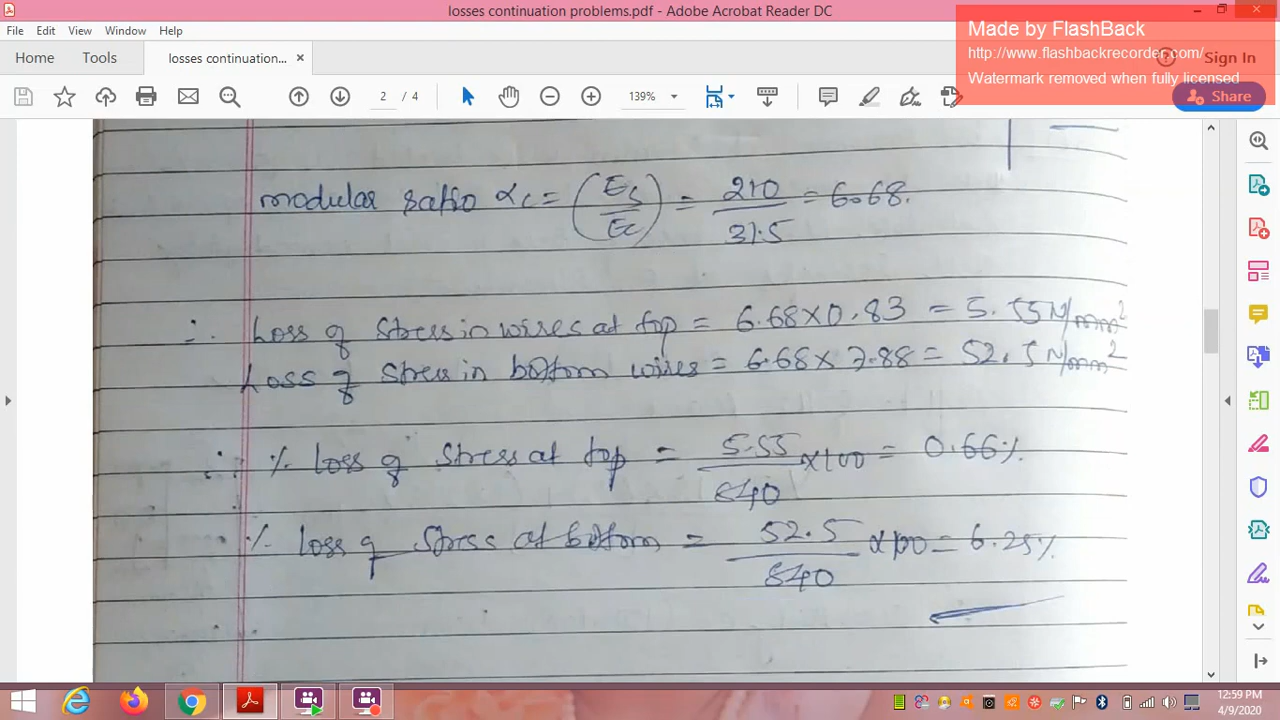 losses continuation problems.pdf - Adobe Acrobat Reader DC
Made by FlashBack
http://www.flashbackrecorder.com/
Watermark removed when fully licensed
File Edit View Window Help
Home Tools losses continuation... × Sign In
2 / 4 139% Share
modular ratio αc = (Es/Ec) = 210/31.5 = 6.68.
∴ Loss of stress in wires at top = 6.68 x 0.83 = 5.55 N/mm²
Loss of stress in bottom wires = 6.68 x 7.88 = 52.5 N/mm²
∴ % loss of stress at top = 5.55/840 x 100 = 0.66%
∴ % loss of stress at bottom = 52.5/840 x 100 = 6.25%
12:59 PM
4/9/2020